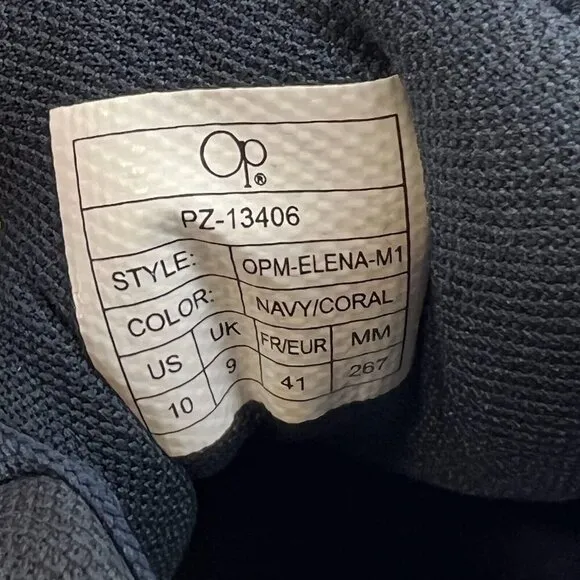 Op®
PZ-13406
STYLE: OPM-ELENA-M1
COLOR: NAVY/CORAL
US UK FR/EUR MM
10 9 41 267